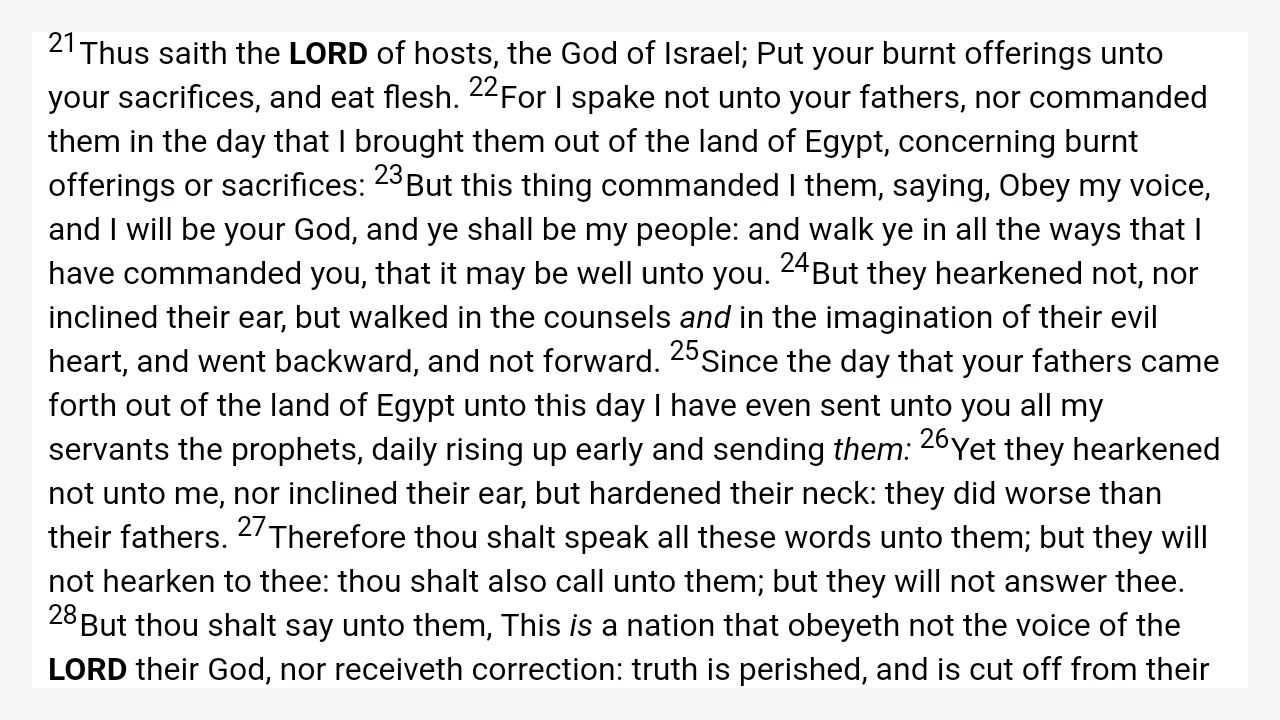 21Thus saith the LORD of hosts, the God of Israel; Put your burnt offerings unto
your sacrifices, and eat flesh. 22For I spake not unto your fathers, nor commanded
them in the day that I brought them out of the land of Egypt, concerning burnt
offerings or sacrifices: 23But this thing commanded I them, saying, Obey my voice,
and I will be your God, and ye shall be my people: and walk ye in all the ways that I
have commanded you, that it may be well unto you. 24But they hearkened not, nor
inclined their ear, but walked in the counsels and in the imagination of their evil
heart, and went backward, and not forward. 25Since the day that your fathers came
forth out of the land of Egypt unto this day I have even sent unto you all my
servants the prophets, daily rising up early and sending them: 26Yet they hearkened
not unto me, nor inclined their ear, but hardened their neck: they did worse than
their fathers. 27Therefore thou shalt speak all these words unto them; but they will
not hearken to thee: thou shalt also call unto them; but they will not answer thee.
28But thou shalt say unto them, This is a nation that obeyeth not the voice of the
LORD their God, nor receiveth correction: truth is perished, and is cut off from their